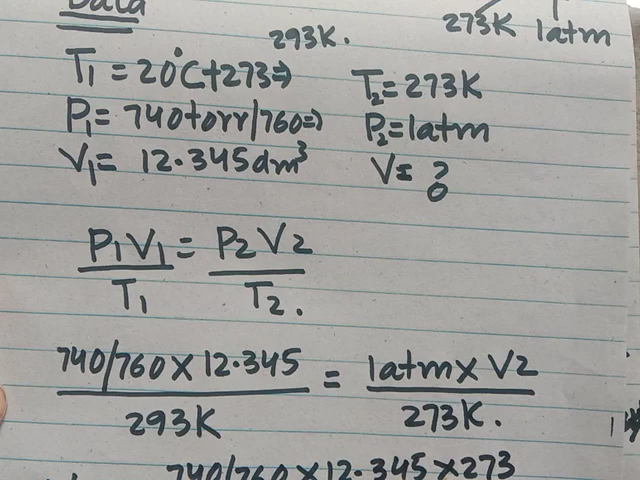 Data
293K. 273K 1atm
T1 = 20°C+273⇒ T2=273K
P1= 740torr/760⇒ P2=1atm
V1= 12.345dm³ V= ?
P1V1 = P2V2
T1 T2.
740/760 x 12.345 = 1atm x V2
293K 273K.
740/760 x 12.345 x 273